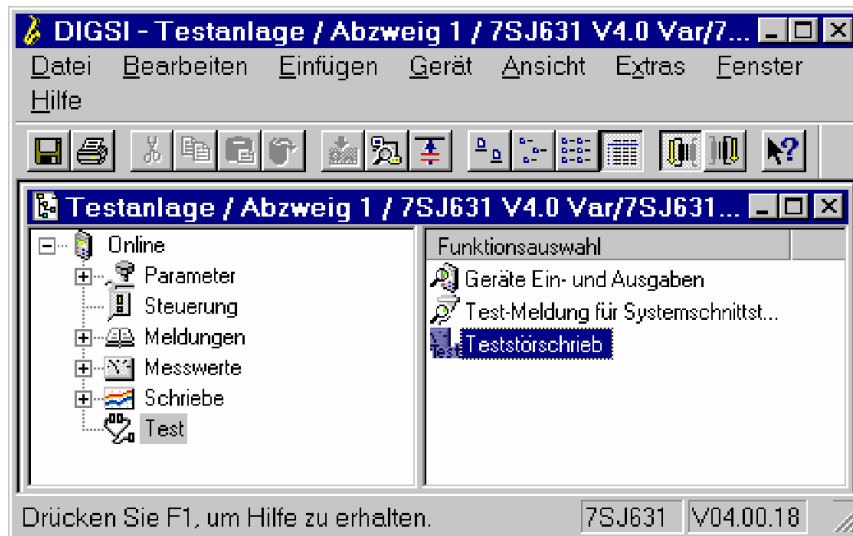 DIGSI - Testanlage / Abzweig 1 / 7SJ631 V4.0 Var/7...
Datei Bearbeiten Einfügen Gerät Ansicht Extras Fenster
Hilfe
Testanlage / Abzweig 1 / 7SJ631 V4.0 Var/7SJ631...
Online
Parameter
Steuerung
Meldungen
Messwerte
Schriebe
Test
Funktionsauswahl
Geräte Ein- und Ausgaben
Test-Meldung für Systemschnittst...
Test
Teststörschrieb
Drücken Sie F1, um Hilfe zu erhalten.
7SJ631
V04.00.18